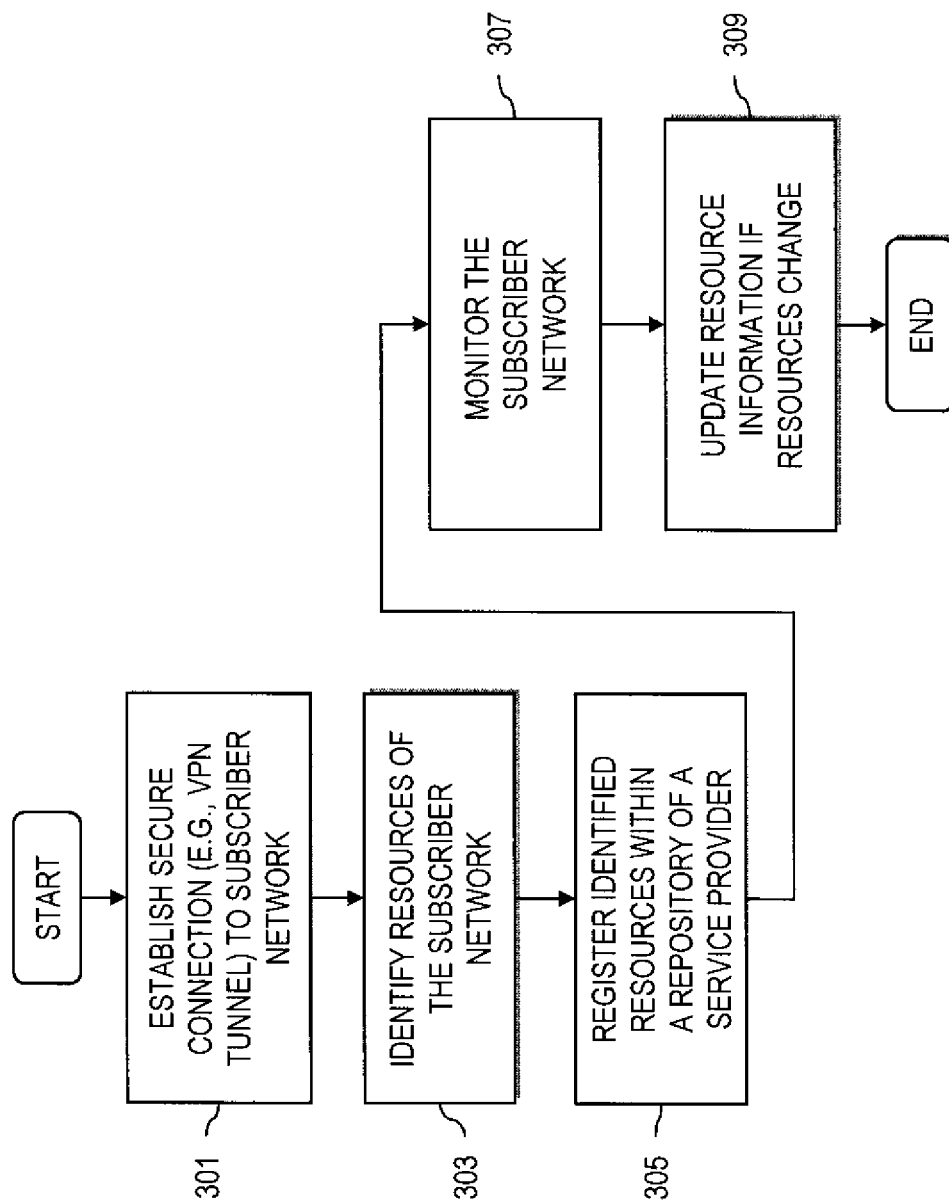 START
ESTABLISH SECURE
CONNECTION (E.G., VPN
TUNNEL) TO SUBSCRIBER
NETWORK
301
IDENTIFY RESOURCES OF
THE SUBSCRIBER
NETWORK
303
REGISTER IDENTIFIED
RESOURCES WITHIN
A REPOSITORY OF A
SERVICE PROVIDER
305
MONITOR THE
SUBSCRIBER
NETWORK
307
UPDATE RESOURCE
INFORMATION IF
RESOURCES CHANGE
309
END